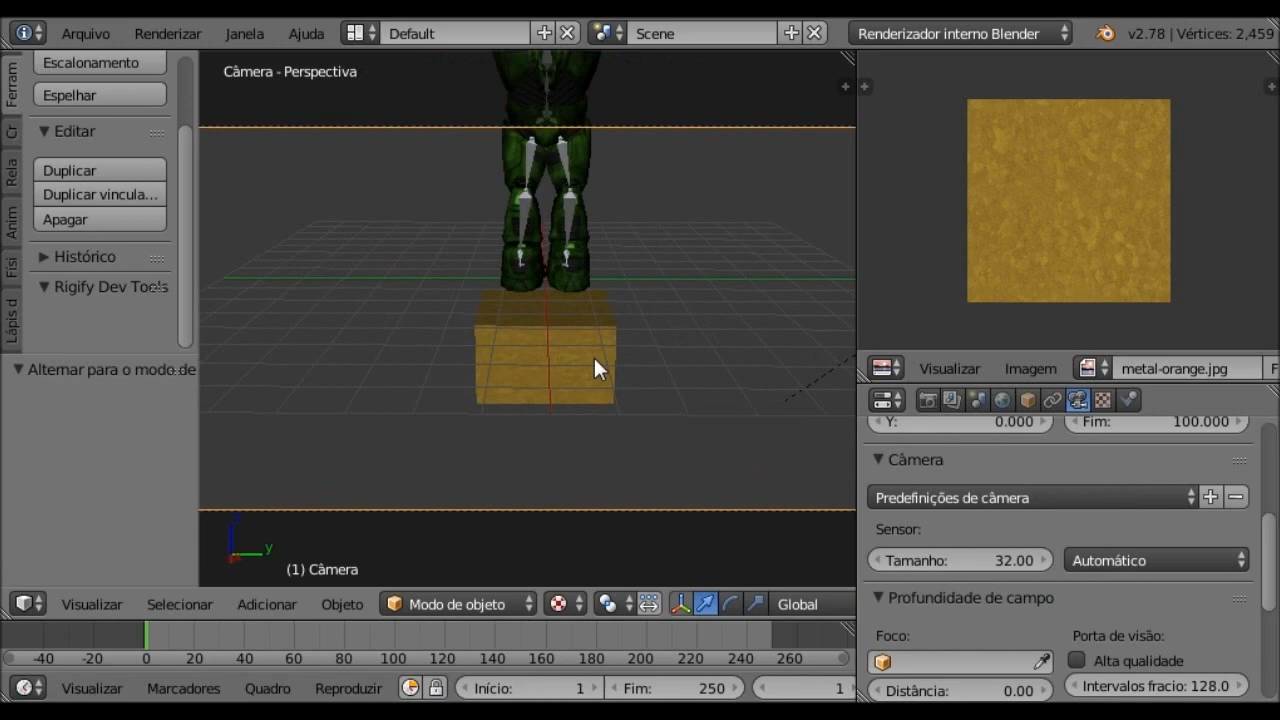 Arquivo Renderizar Janela Ajuda Default Scene Renderizador interno Blender v2.78 | Vértices: 2,459
Ferram
Cr
Rela
Anim
Físi
Lápis d
Escalonamento
Espelhar
Editar
Duplicar
Duplicar vincula...
Apagar
Histórico
Rigify Dev Tools
Alternar para o modo de
Câmera - Perspectiva
z
y
(1) Câmera
Visualizar Selecionar Adicionar Objeto Modo de objeto Global
-40 -20 0 20 40 60 80 100 120 140 160 180 200 220 240 260
Visualizar Marcadores Quadro Reproduzir Início: 1 Fim: 250 1
Visualizar Imagem metal-orange.jpg F
Y: 0.000 Fim: 100.000
Câmera
Predefinições de câmera
Sensor:
Tamanho: 32.00 Automático
Profundidade de campo
Foco: Porta de visão:
Alta qualidade
Distância: 0.00 Intervalos fracio: 128.0